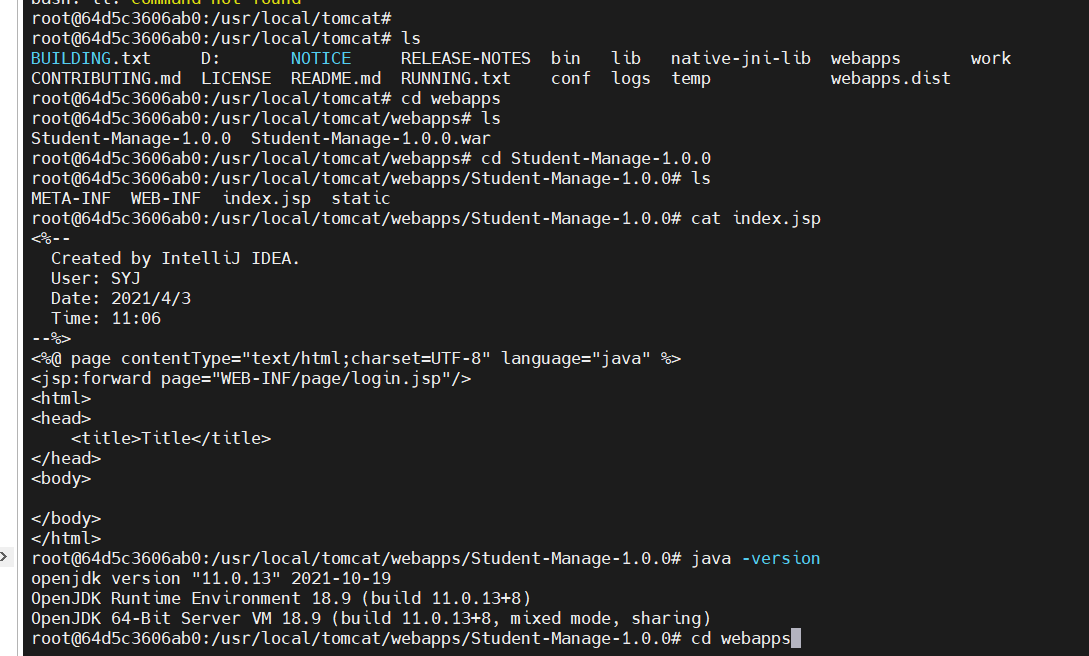 bash: ll: command not found
root@64d5c3606ab0:/usr/local/tomcat#
root@64d5c3606ab0:/usr/local/tomcat# ls
BUILDING.txt     D:       NOTICE     RELEASE-NOTES  bin   lib   native-jni-lib  webapps       work
CONTRIBUTING.md  LICENSE  README.md  RUNNING.txt    conf  logs  temp            webapps.dist
root@64d5c3606ab0:/usr/local/tomcat# cd webapps
root@64d5c3606ab0:/usr/local/tomcat/webapps# ls
Student-Manage-1.0.0  Student-Manage-1.0.0.war
root@64d5c3606ab0:/usr/local/tomcat/webapps# cd Student-Manage-1.0.0
root@64d5c3606ab0:/usr/local/tomcat/webapps/Student-Manage-1.0.0# ls
META-INF  WEB-INF  index.jsp  static
root@64d5c3606ab0:/usr/local/tomcat/webapps/Student-Manage-1.0.0# cat index.jsp
<%--
  Created by IntelliJ IDEA.
  User: SYJ
  Date: 2021/4/3
  Time: 11:06
--%>
<%@ page contentType="text/html;charset=UTF-8" language="java" %>
<jsp:forward page="WEB-INF/page/login.jsp"/>
<html>
<head>
    <title>Title</title>
</head>
<body>

</body>
</html>
root@64d5c3606ab0:/usr/local/tomcat/webapps/Student-Manage-1.0.0# java -version
openjdk version "11.0.13" 2021-10-19
OpenJDK Runtime Environment 18.9 (build 11.0.13+8)
OpenJDK 64-Bit Server VM 18.9 (build 11.0.13+8, mixed mode, sharing)
root@64d5c3606ab0:/usr/local/tomcat/webapps/Student-Manage-1.0.0# cd webapps